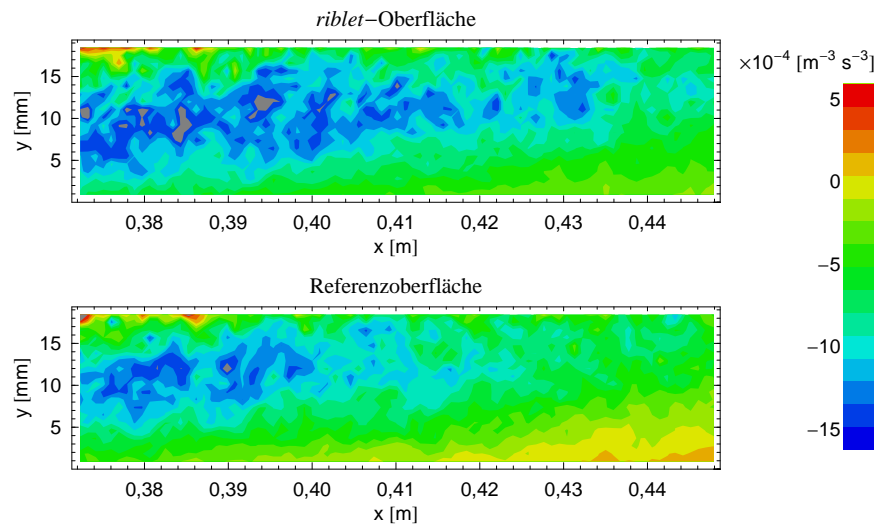 riblet−Oberfläche
×10⁻⁴ [m⁻³ s⁻³]
y [mm]
15
10
5
0,38 0,39 0,40 0,41 0,42 0,43 0,44
x [m]
5
0
−5
−10
−15
Referenzoberfläche
y [mm]
15
10
5
0,38 0,39 0,40 0,41 0,42 0,43 0,44
x [m]